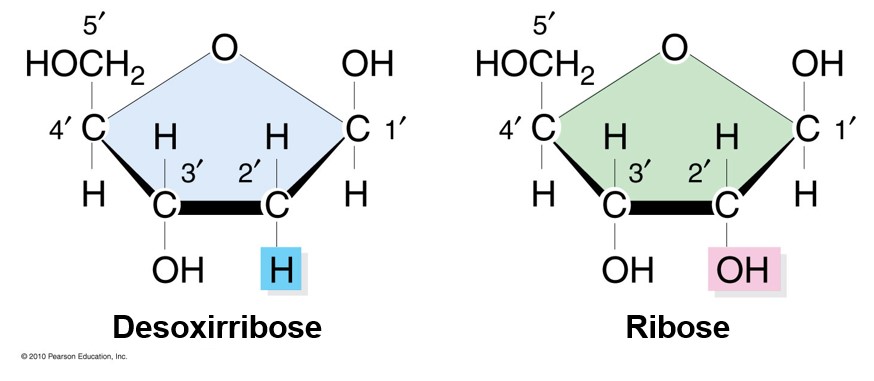 5′ 5′
HOCH2 O OH HOCH2 O OH
4′ C H H C 1′ 4′ C H H C 1′
3′ 2′ 3′ 2′
H C C H H C C H
OH H OH OH
Desoxirribose Ribose
© 2010 Pearson Education, Inc.